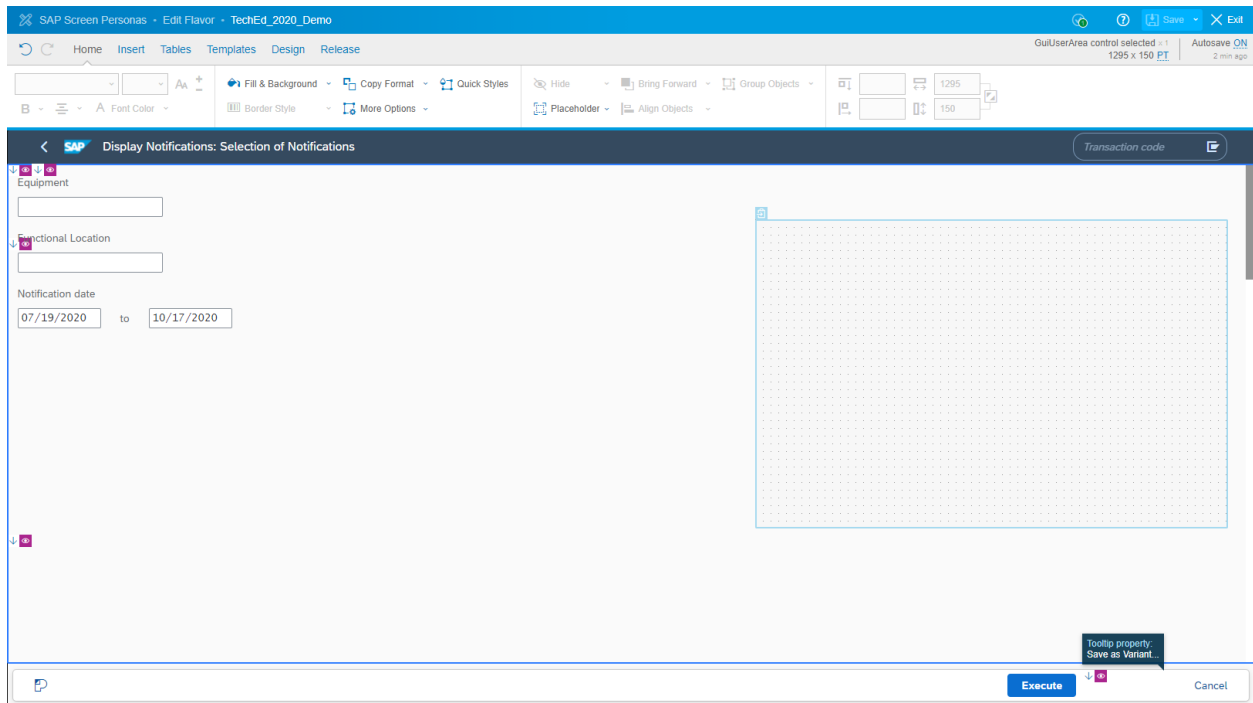 SAP Screen Personas • Edit Flavor • TechEd_2020_Demo
Save
Exit
Home Insert Tables Templates Design Release
GuiUserArea control selected x 1
1295 x 150 PT
Autosave ON
2 min ago
Fill & Background
Copy Format
Quick Styles
Hide
Bring Forward
Group Objects
1295
B
A Font Color
Border Style
More Options
Placeholder
Align Objects
150
SAP Display Notifications: Selection of Notifications
Transaction code
Equipment
Functional Location
Notification date
07/19/2020 to 10/17/2020
Tooltip property:
Save as Variant...
Execute
Cancel